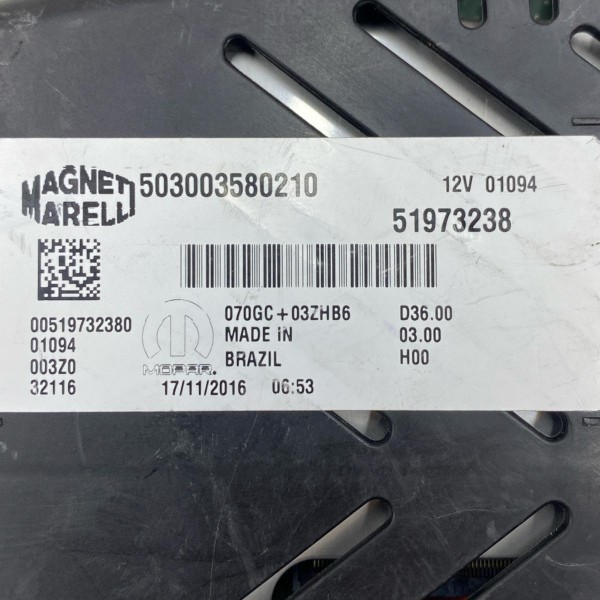 MAGNETI
MARELLI
503003580210
12V 01094
51973238
00519732380
01094
003Z0
32116
MOPAR.
070GC+03ZHB6
MADE IN
BRAZIL
17/11/2016 06:53
D36.00
03.00
H00